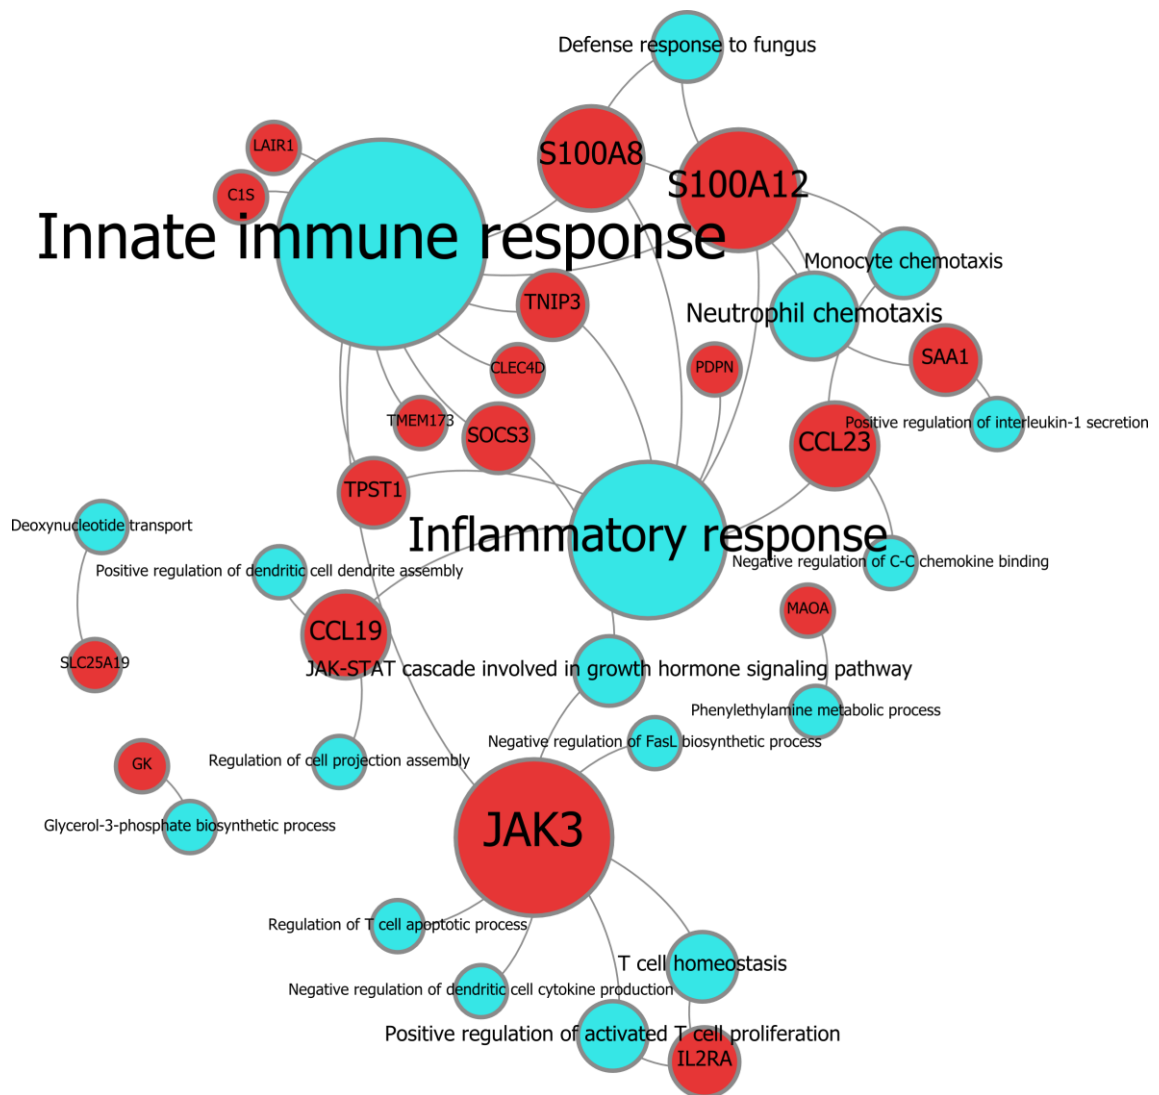 Defense response to fungus
LAIR1
S100A8
C1S
S100A12
Innate immune response
Monocyte chemotaxis
TNIP3
Neutrophil chemotaxis
SAA1
CLEC4D
PDPN
TMEM173
Positive regulation of interleukin-1 secretion
SOCS3
CCL23
TPST1
Deoxynucleotide transport
Inflammatory response
Negative regulation of C-C chemokine binding
Positive regulation of dendritic cell dendrite assembly
MAOA
CCL19
SLC25A19
JAK-STAT cascade involved in growth hormone signaling pathway
Phenylethylamine metabolic process
Negative regulation of FasL biosynthetic process
Regulation of cell projection assembly
GK
Glycerol-3-phosphate biosynthetic process
JAK3
Regulation of T cell apoptotic process
T cell homeostasis
Negative regulation of dendritic cell cytokine production
Positive regulation of activated T cell proliferation
IL2RA